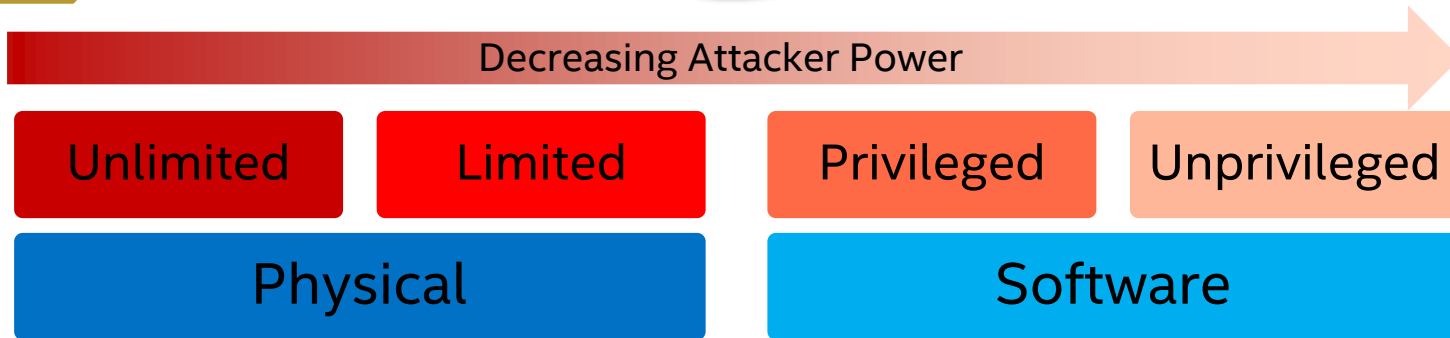 Decreasing Attacker Power
Unlimited Limited Privileged Unprivileged
Physical Software